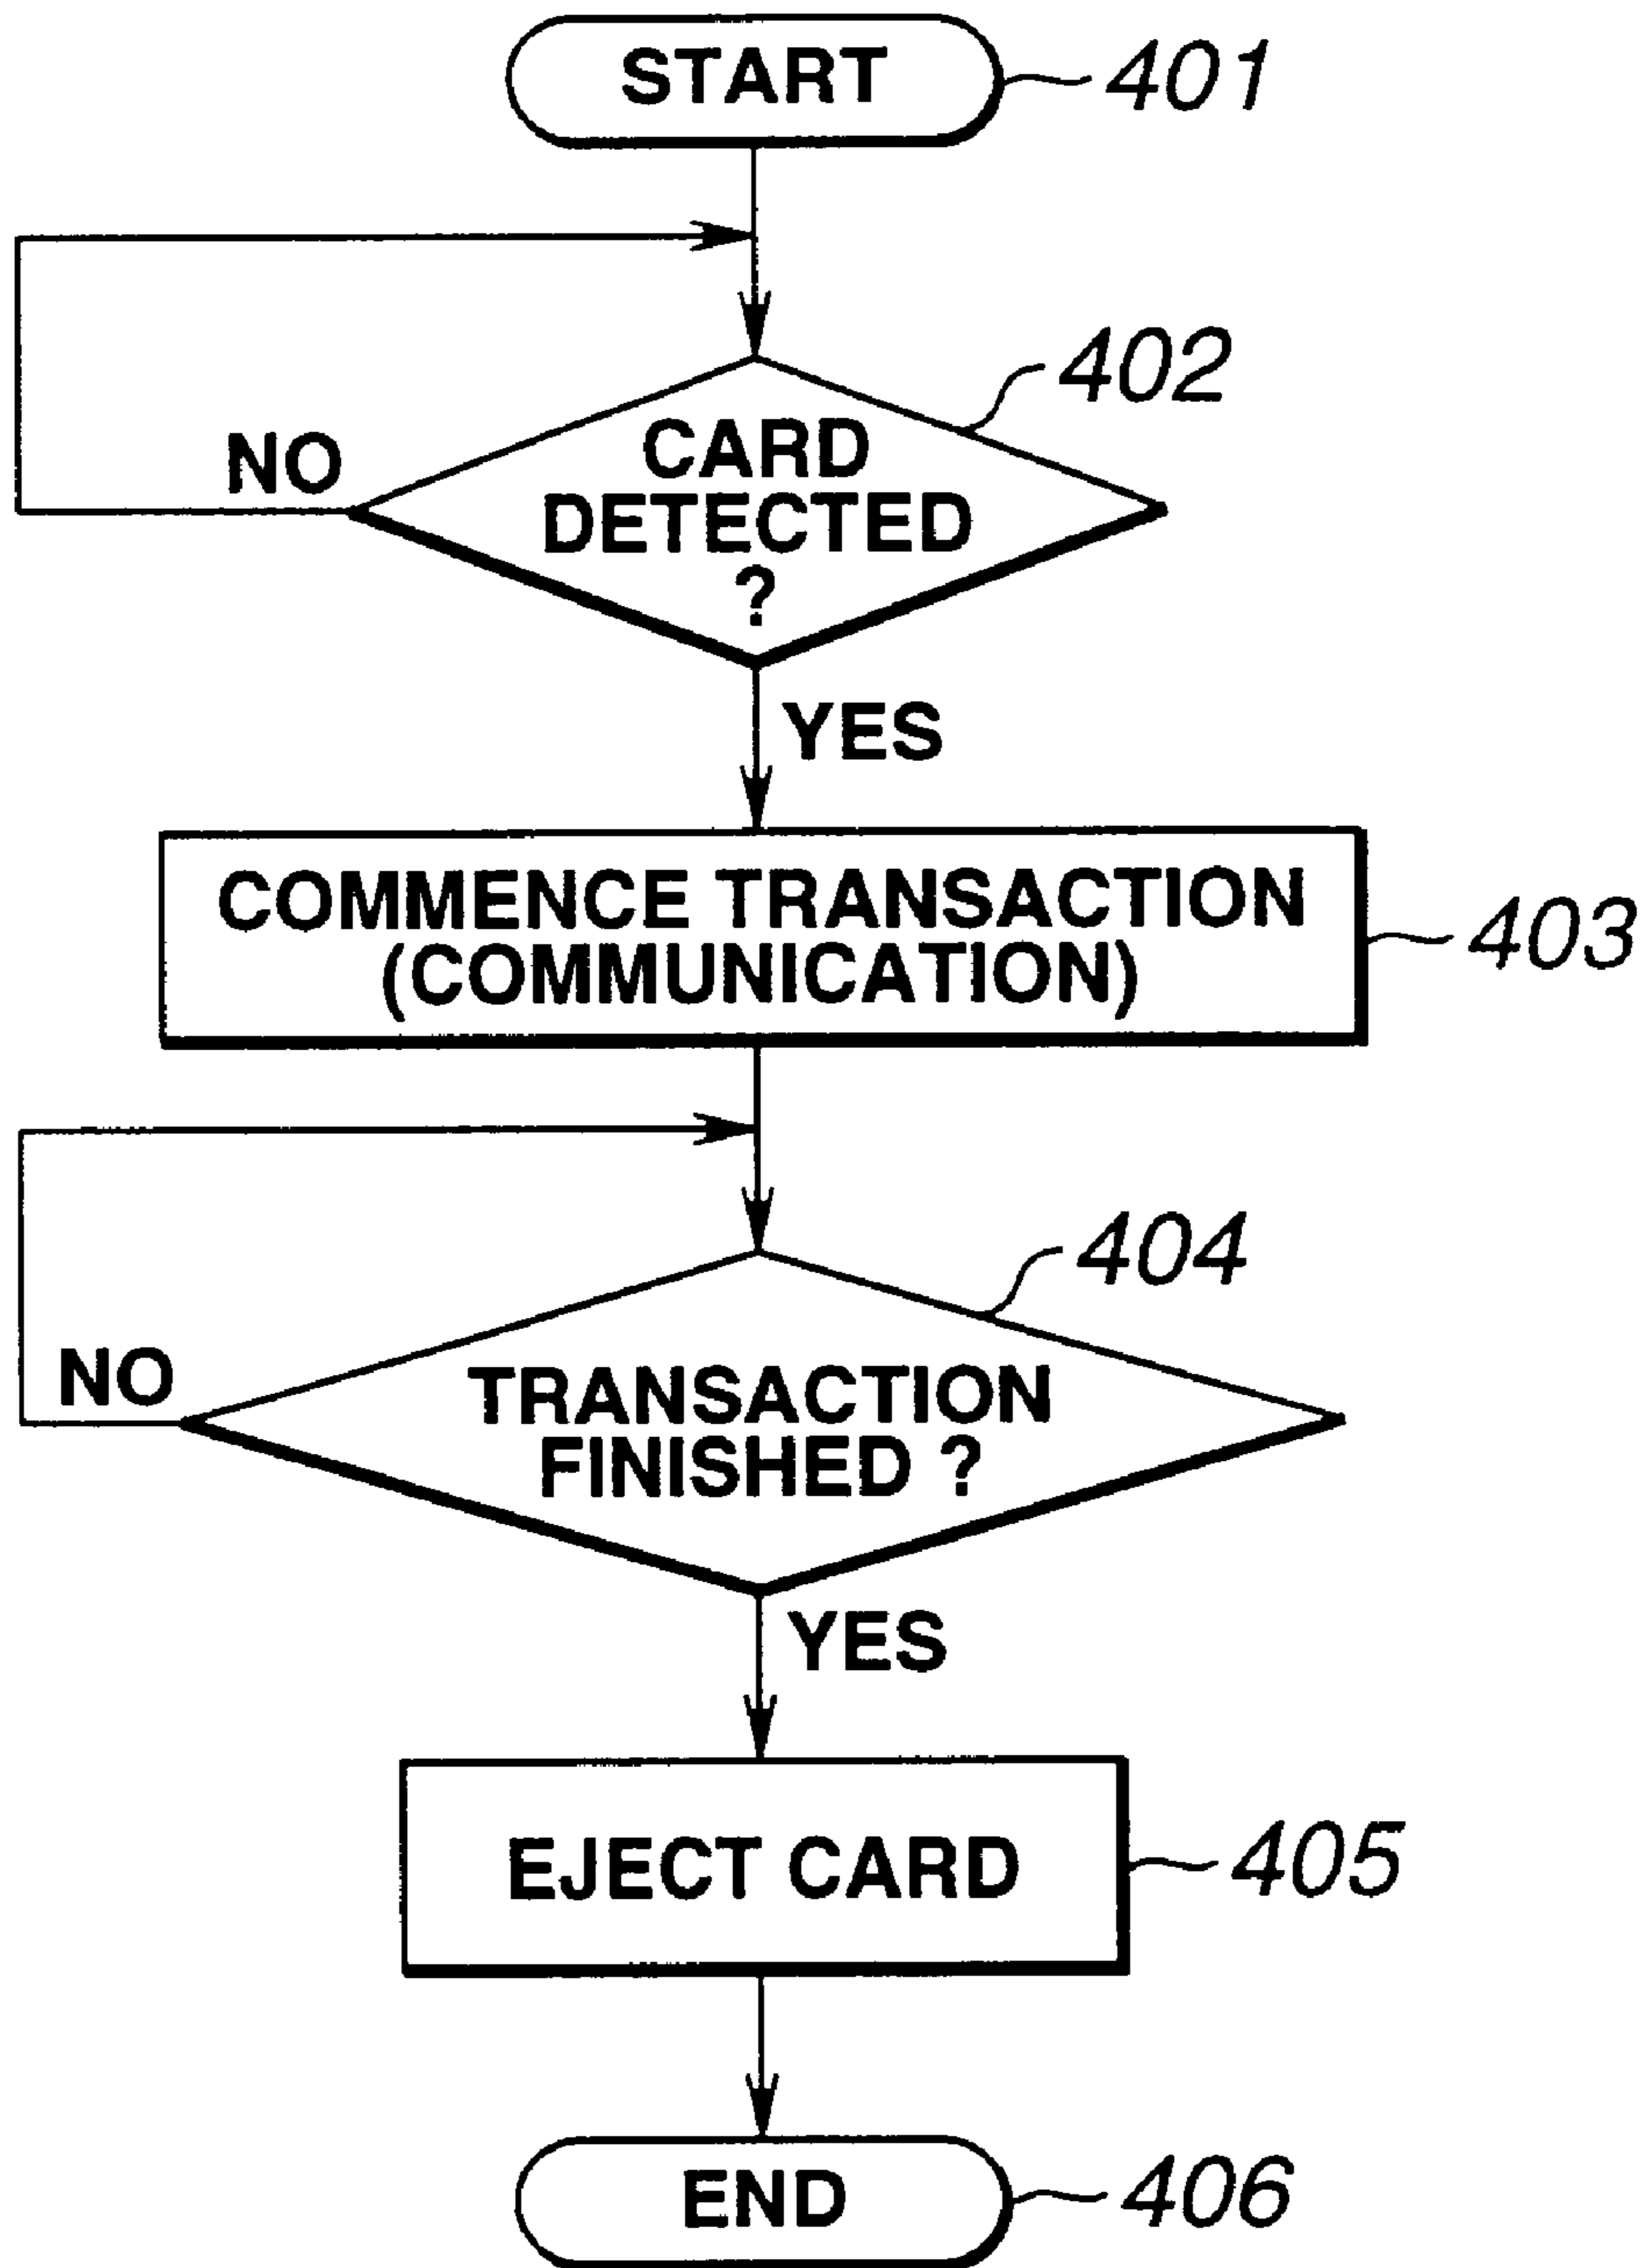 START
401
402
NO
CARD
DETECTED
?
YES
COMMENCE TRANSACTION
(COMMUNICATION)
403
404
NO
TRANSACTION
FINISHED ?
YES
EJECT CARD
405
END
406